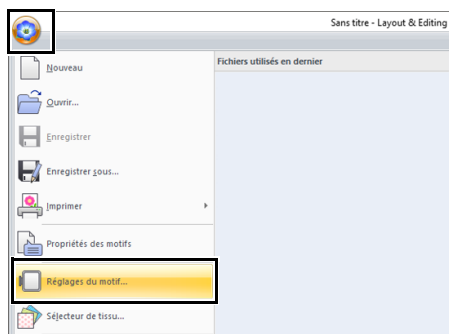 Sans titre - Layout & Editing
Nouveau
Fichiers utilisés en dernier
Ouvrir...
Enregistrer
Enregistrer sous...
Imprimer
Propriétés des motifs
Réglages du motif...
Sélecteur de tissu...